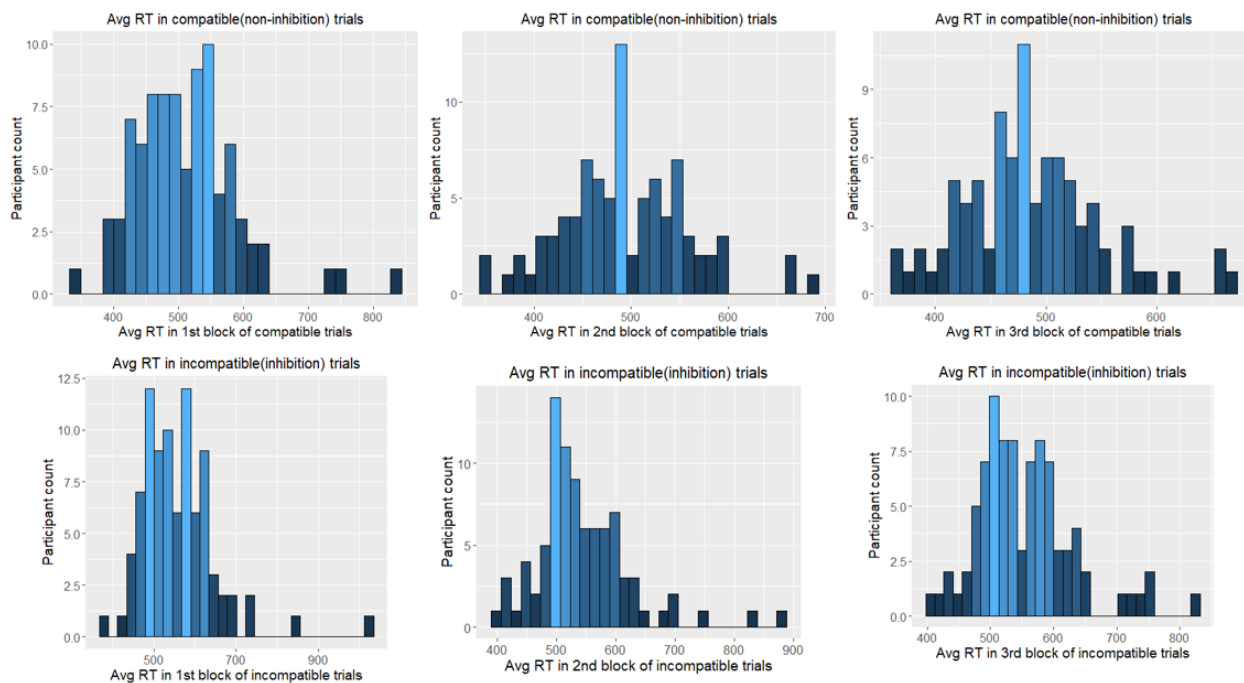 Avg RT in compatible(non-inhibition) trials
Participant count
10.0
7.5
5.0
2.5
0.0
400 500 600 700 800
Avg RT in 1st block of compatible trials
Avg RT in compatible(non-inhibition) trials
Participant count
10
5
0
400 500 600 700
Avg RT in 2nd block of compatible trials
Avg RT in compatible(non-inhibition) trials
Participant count
9
6
3
0
400 500 600
Avg RT in 3rd block of compatible trials
Avg RT in incompatible(inhibition) trials
Participant count
12.5
10.0
7.5
5.0
2.5
0.0
500 700 900
Avg RT in 1st block of incompatible trials
Avg RT in incompatible(inhibition) trials
Participant count
10
5
0
400 500 600 700 800 900
Avg RT in 2nd block of incompatible trials
Avg RT in incompatible(inhibition) trials
Participant count
10.0
7.5
5.0
2.5
0.0
400 500 600 700 800
Avg RT in 3rd block of incompatible trials